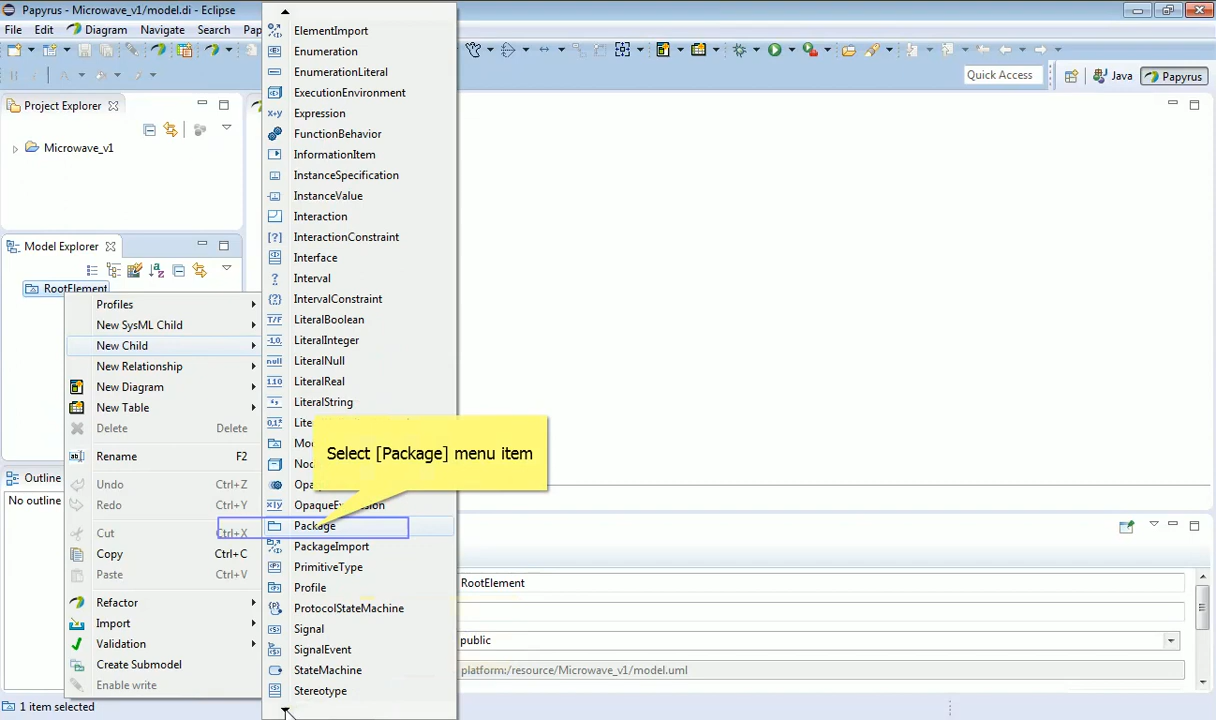 Papyrus - Microwave_v1/model.di - Eclipse
File Edit Diagram Navigate Search Pap
Quick Access Java Papyrus
Project Explorer
Microwave_v1
Model Explorer
RootElement
Profiles
New SysML Child
New Child
New Relationship
New Diagram
New Table
Delete Delete
Rename F2
Undo Ctrl+Z
Redo Ctrl+Y
Cut Ctrl+X
Copy Ctrl+C
Paste Ctrl+V
Refactor
Import
Validation
Create Submodel
Enable write
Outline
No outline
1 item selected
ElementImport
Enumeration
EnumerationLiteral
ExecutionEnvironment
Expression
FunctionBehavior
InformationItem
InstanceSpecification
InstanceValue
Interaction
InteractionConstraint
Interface
Interval
IntervalConstraint
LiteralBoolean
LiteralInteger
LiteralNull
LiteralReal
LiteralString
Select [Package] menu item
OpaqueExpression
Package
PackageImport
PrimitiveType
Profile
ProtocolStateMachine
Signal
SignalEvent
StateMachine
Stereotype
RootElement
public
platform:/resource/Microwave_v1/model.uml